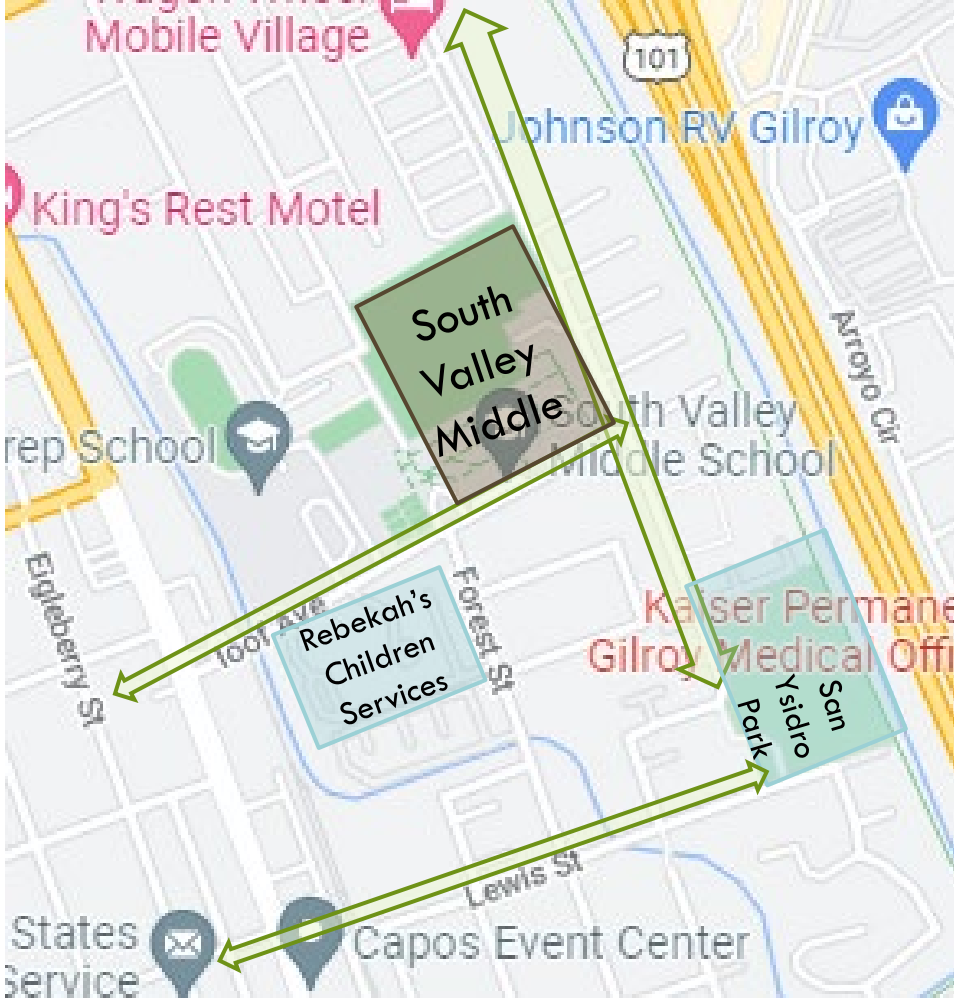 Mobile Village
101
Johnson RV Gilroy
King's Rest Motel
South
Valley
Middle
Arroyo Cir
South Valley
Middle School
rep School
Eigleberry St
Forest St
Rebekah's
Children
Services
Kaiser Permane
Gilroy Medical Offi
San
Ysidro
Park
Lewis St
States
Service
Capos Event Center